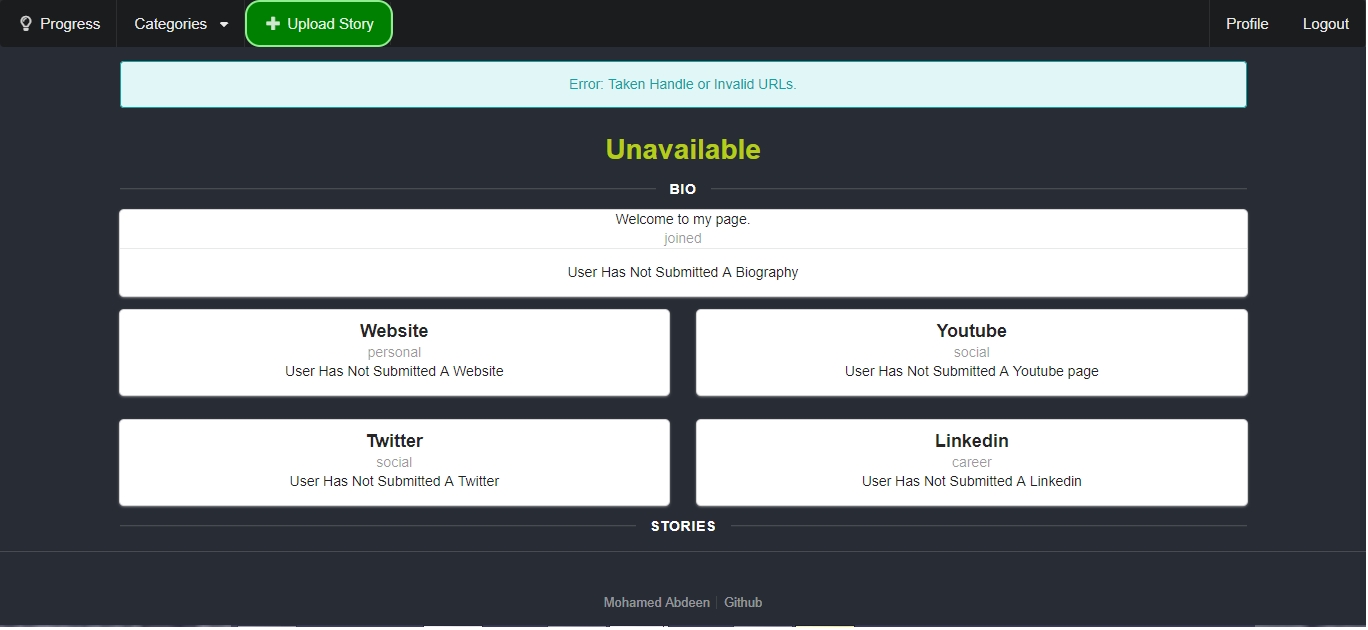 Progress Categories Upload Story Profile Logout
Error: Taken Handle or Invalid URLs.
Unavailable
BIO
Welcome to my page.
joined
User Has Not Submitted A Biography
Website
personal
User Has Not Submitted A Website
Youtube
social
User Has Not Submitted A Youtube page
Twitter
social
User Has Not Submitted A Twitter
Linkedin
career
User Has Not Submitted A Linkedin
STORIES
Mohamed Abdeen Github